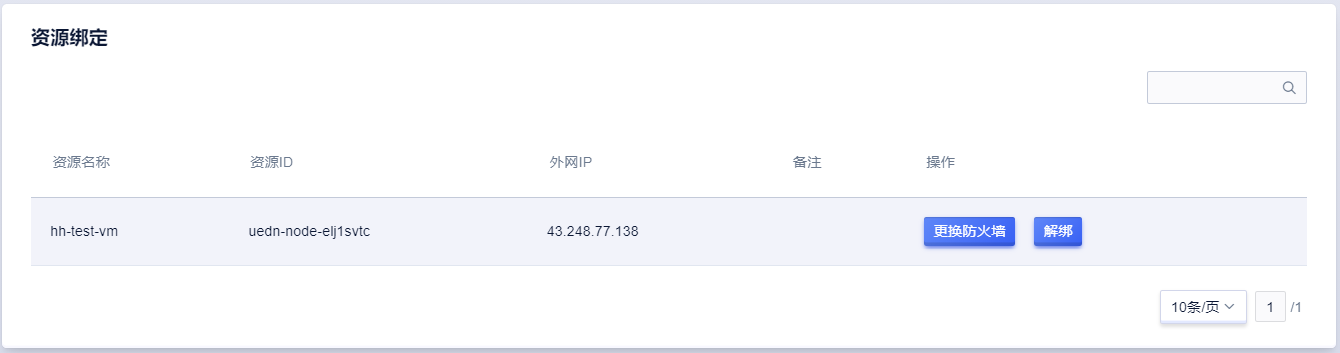 资源绑定
资源名称 资源ID 外网IP 备注 操作
hh-test-vm uedn-node-elj1svtc 43.248.77.138 更换防火墙 解绑
10条/页 1 /1